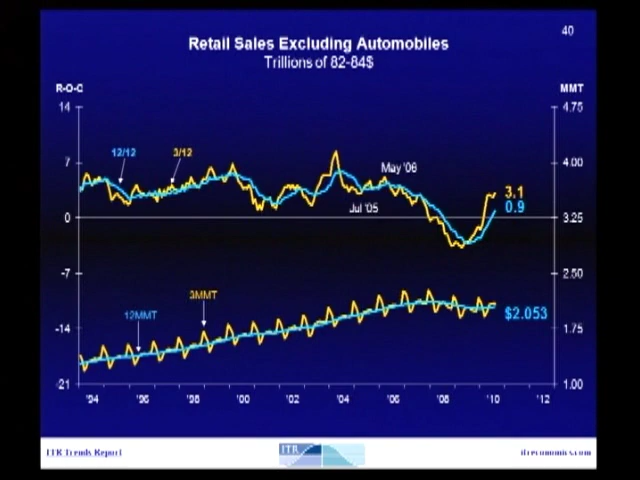 40
Retail Sales Excluding Automobiles
Trillions of 82-84$
R-O-C
MMT
14
4.75
12/12
3/12
7
May '06
4.00
3.1
0.9
Jul '05
0
3.25
-7
2.50
12MMT
3MMT
$2.053
-14
1.75
-21
1.00
'94
'96
'98
'00
'02
'04
'06
'08
'10
'12
ITR Trends Report
ITR
itreconomics.com